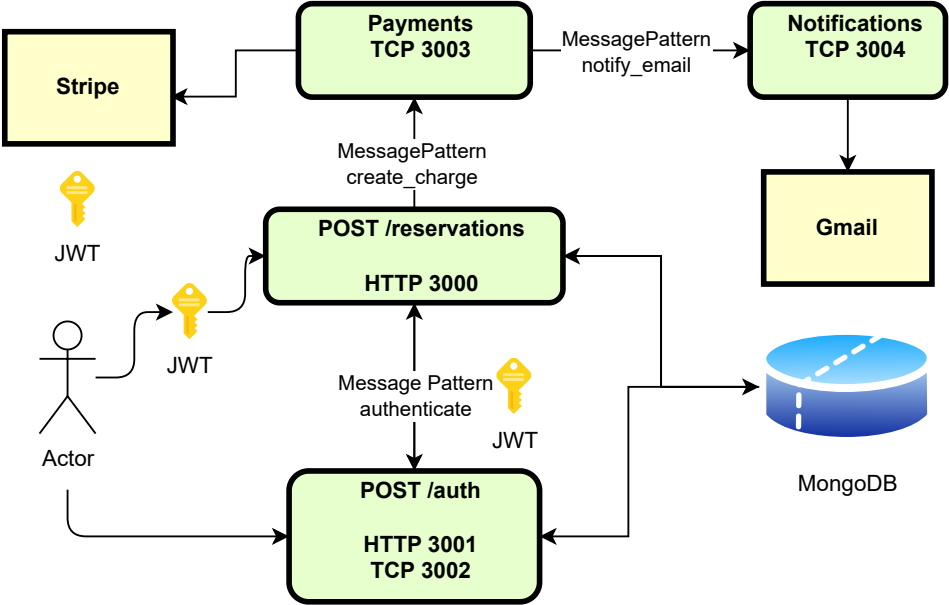 Payments
TCP 3003
Notifications
TCP 3004
MessagePattern
notify_email
Stripe
MessagePattern
create_charge
JWT
POST /reservations
HTTP 3000
Gmail
JWT
Message Pattern
authenticate
JWT
Actor
MongoDB
POST /auth
HTTP 3001
TCP 3002